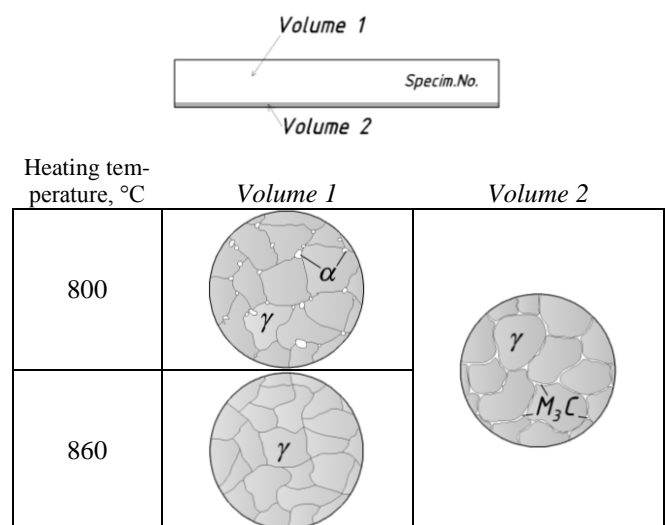 Volume 1
Specim.No.
Volume 2
Heating tem-
perature, °C Volume 1 Volume 2
800
α
γ
γ
M₃C
860
γ